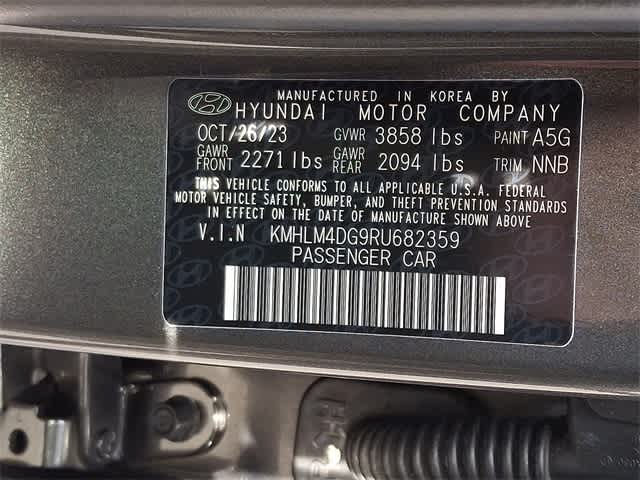 MANUFACTURED IN KOREA BY
HYUNDAI MOTOR COMPANY
OCT/26/23 GVWR 3858 lbs PAINT A5G
GAWR FRONT 2271 lbs GAWR REAR 2094 lbs TRIM NNB
THIS VEHICLE CONFORMS TO ALL APPLICABLE U.S.A. FEDERAL
MOTOR VEHICLE SAFETY, BUMPER, AND THEFT PREVENTION STANDARDS
IN EFFECT ON THE DATE OF MANUFACTURE SHOWN ABOVE
V.I.N KMHLM4DG9RU682359
PASSENGER CAR